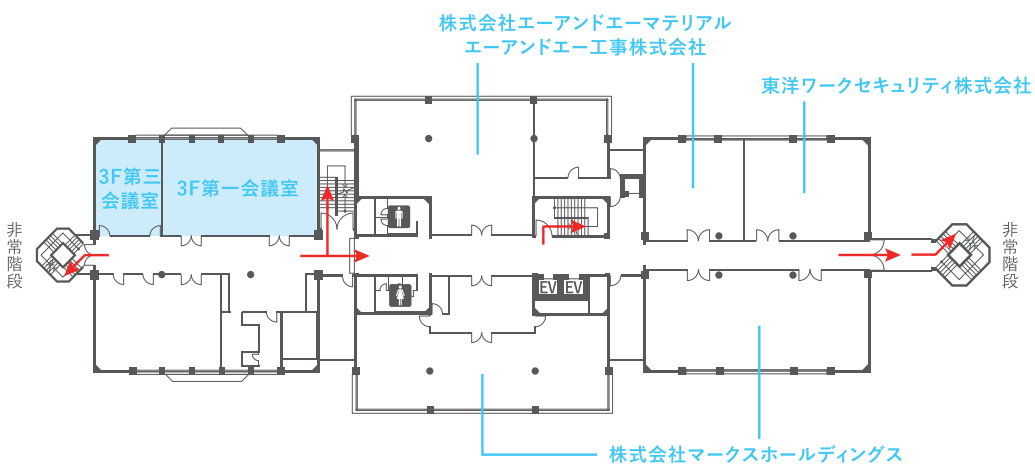 株式会社エーアンドエーマテリアル
エーアンドエー工事株式会社
東洋ワークセキュリティ株式会社
3F第三
会議室
3F第一会議室
非常階段
非常階段
EV
EV
株式会社マークスホールディングス